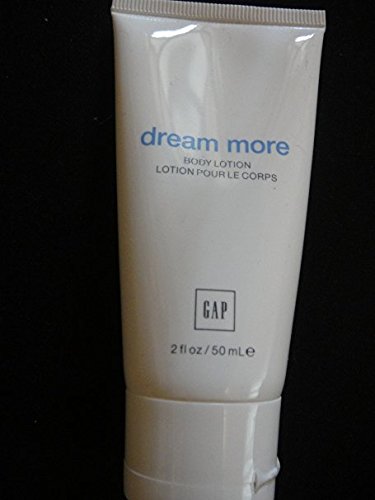 dream more
BODY LOTION
LOTION POUR LE CORPS
GAP
2 fl oz / 50 mL e